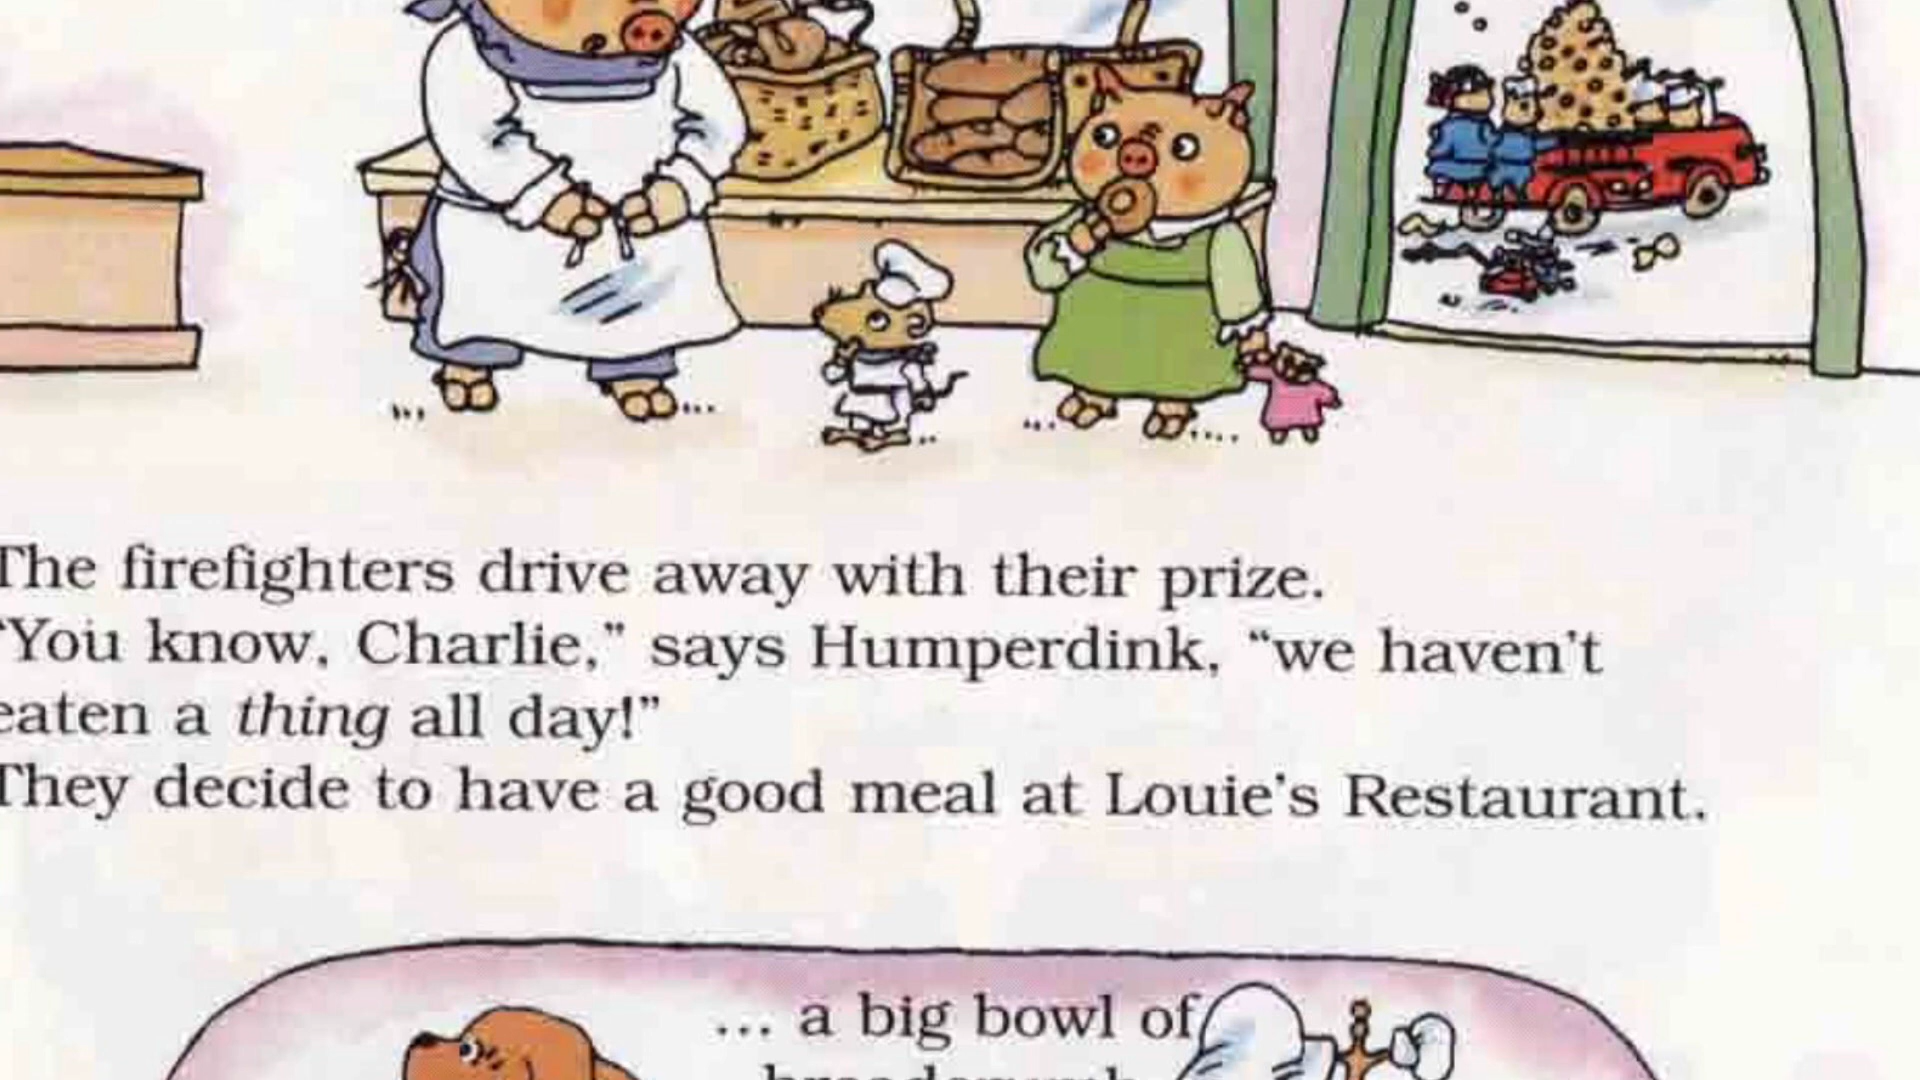 The firefighters drive away with their prize.
“You know, Charlie,” says Humperdink, “we haven't
eaten a thing all day!”
They decide to have a good meal at Louie's Restaurant.
... a big bowl of